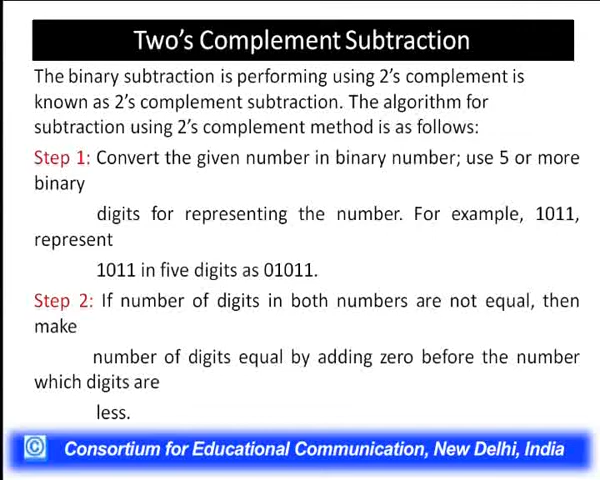 Two's Complement Subtraction
The binary subtraction is performing using 2's complement is
known as 2's complement subtraction. The algorithm for
subtraction using 2's complement method is as follows:
Step 1: Convert the given number in binary number; use 5 or more
binary
digits for representing the number. For example, 1011,
represent
1011 in five digits as 01011.
Step 2: If number of digits in both numbers are not equal, then
make
number of digits equal by adding zero before the number
which digits are
less.
© Consortium for Educational Communication, New Delhi, India